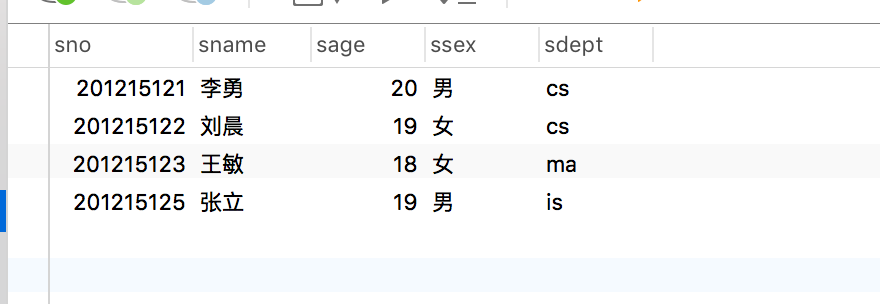 sno sname sage ssex sdept
201215121 李勇 20 男 cs
201215122 刘晨 19 女 cs
201215123 王敏 18 女 ma
201215125 张立 19 男 is